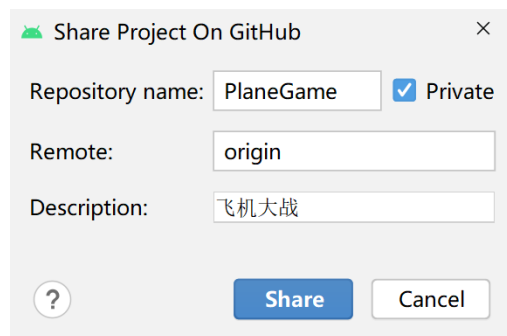 Share Project On GitHub
Repository name: PlaneGame Private
Remote: origin
Description: 飞机大战
? Share Cancel